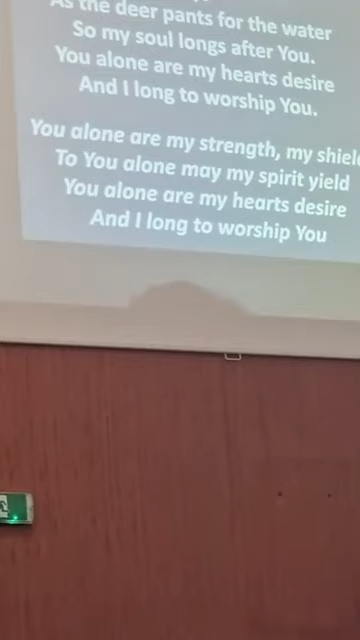 As the deer pants for the water
So my soul longs after You.
You alone are my hearts desire
And I long to worship You.
You alone are my strength, my shield
To You alone may my spirit yield
You alone are my hearts desire
And I long to worship You